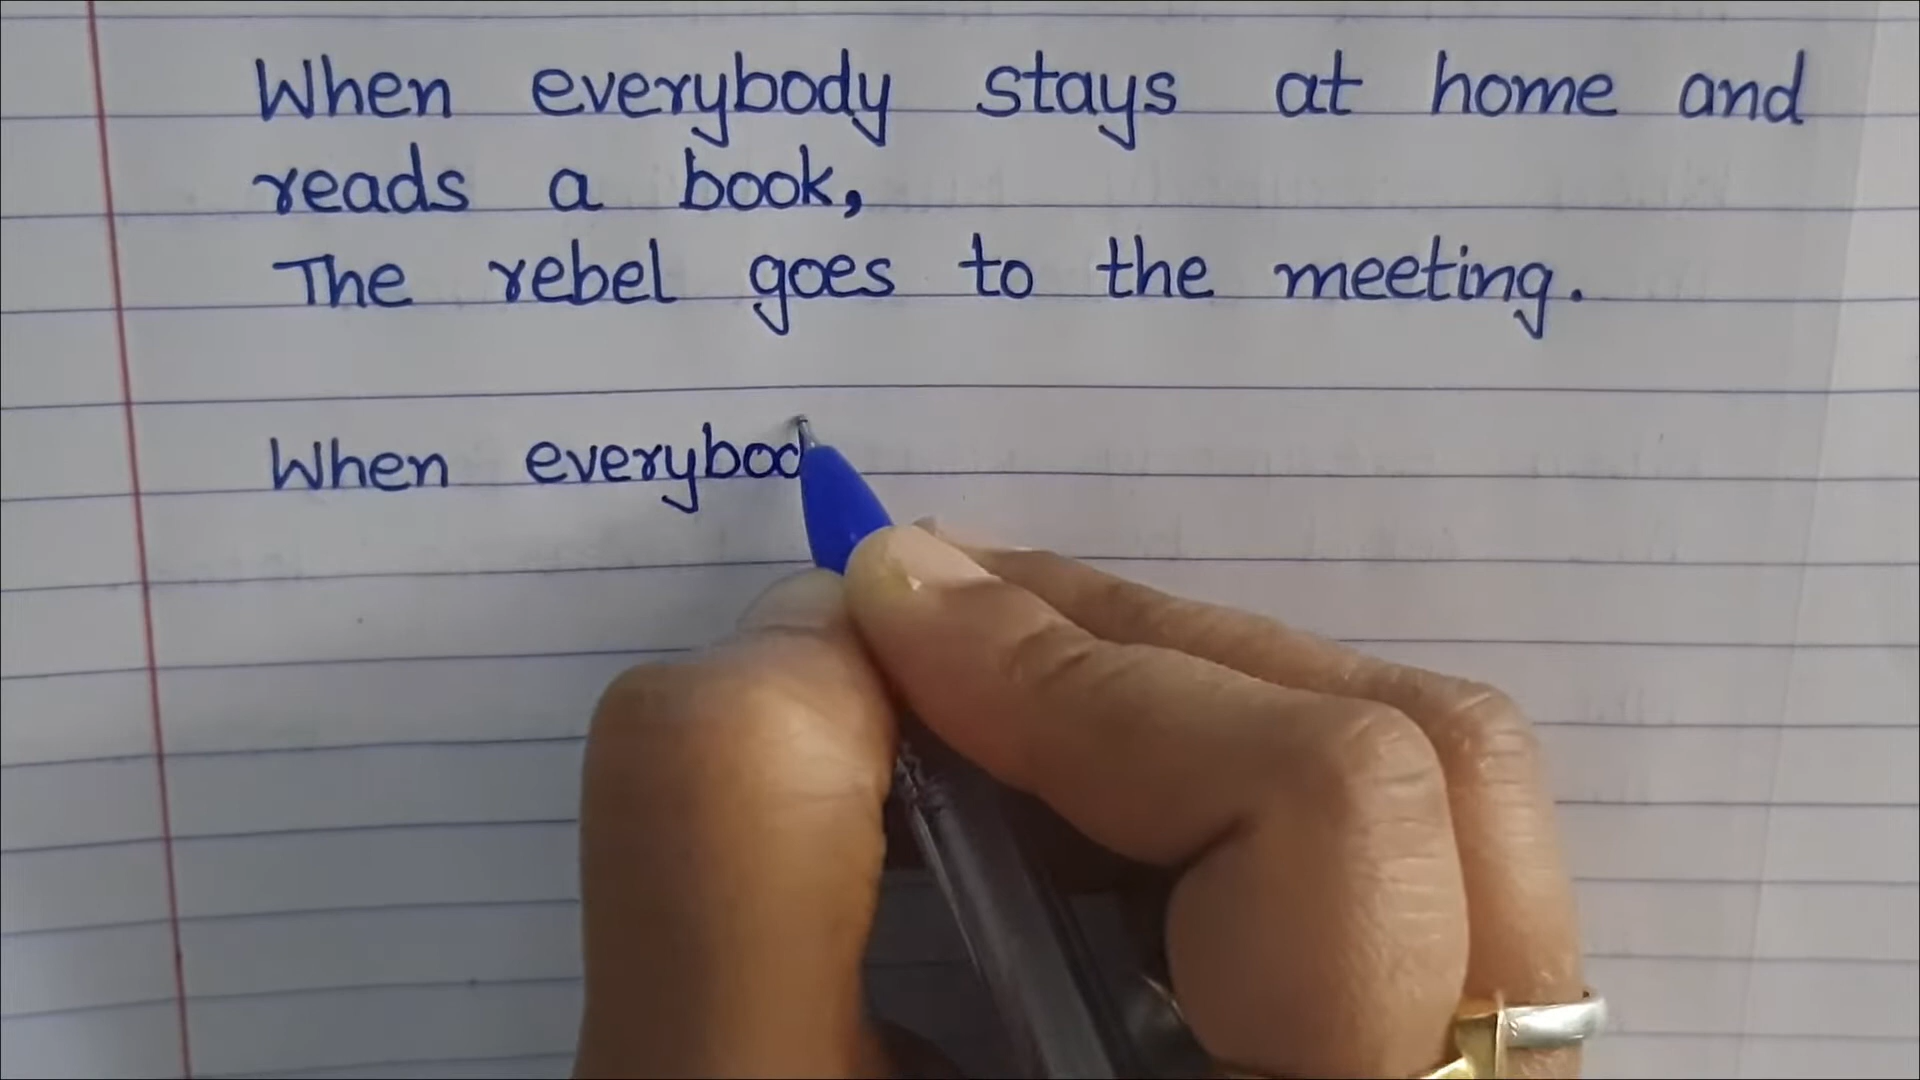 When everybody stays at home and
reads a book,
The rebel goes to the meeting.
When everybod